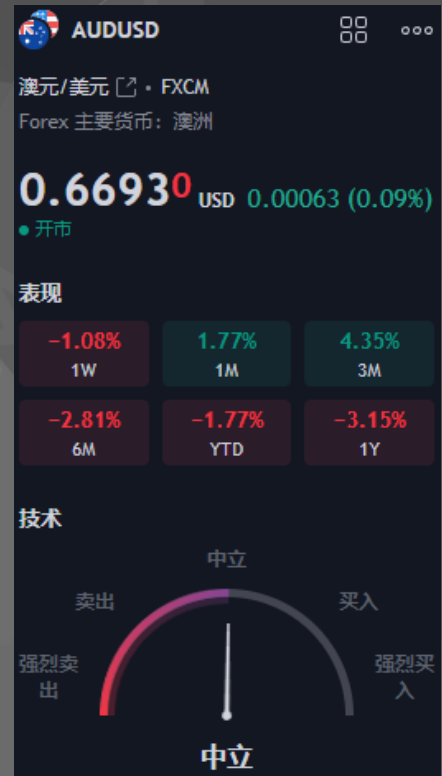 AUDUSD
澳元/美元 • FXCM
Forex 主要货币：澳洲
0.66930 USD 0.00063 (0.09%)
开市
表现
−1.08% 1.77% 4.35%
1W 1M 3M
−2.81% −1.77% −3.15%
6M YTD 1Y
技术
中立
卖出 买入
强烈卖出 强烈买入
中立